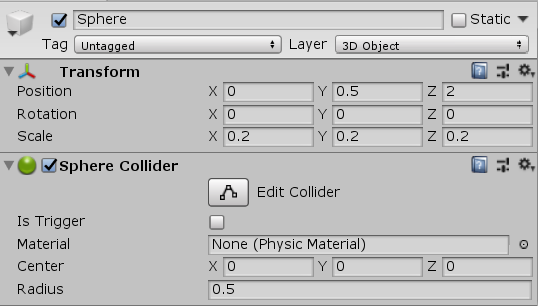 Sphere Static
Tag Untagged Layer 3D Object
Transform
Position X 0 Y 0.5 Z 2
Rotation X 0 Y 0 Z 0
Scale X 0.2 Y 0.2 Z 0.2
Sphere Collider
Edit Collider
Is Trigger
Material None (Physic Material)
Center X 0 Y 0 Z 0
Radius 0.5